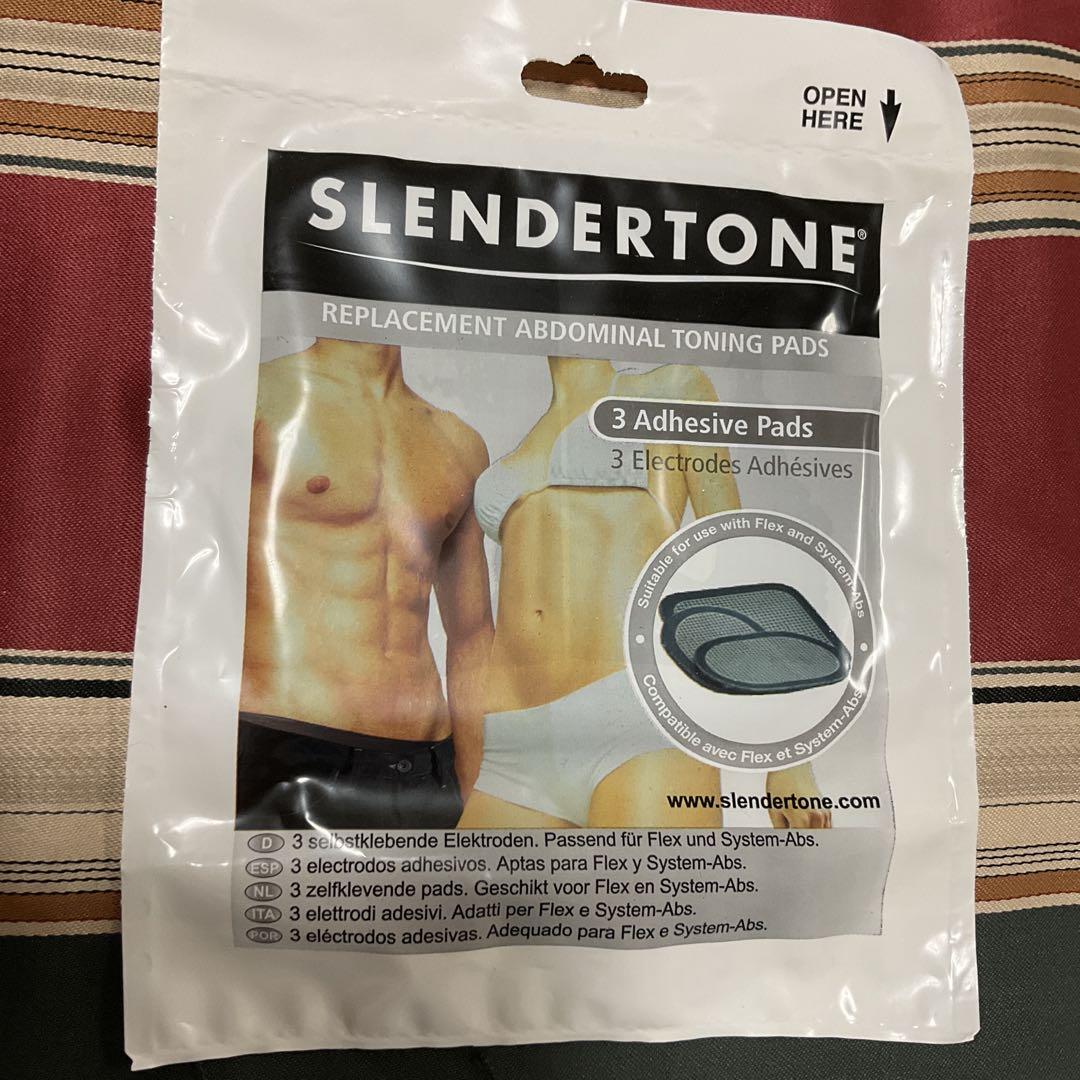 OPEN
HERE
SLENDERTONE®
REPLACEMENT ABDOMINAL TONING PADS
3 Adhesive Pads
3 Electrodes Adhésives
Suitable for use with Flex and System-Abs
Compatible avec Flex et System-Abs
www.slendertone.com
D 3 selbstklebende Elektroden. Passend für Flex und System-Abs.
ESP 3 electrodos adhesivos. Aptas para Flex y System-Abs.
NL 3 zelfklevende pads. Geschikt voor Flex en System-Abs.
ITA 3 elettrodi adesivi. Adatti per Flex e System-Abs.
POR 3 eléctrodos adesivas. Adequado para Flex e System-Abs.